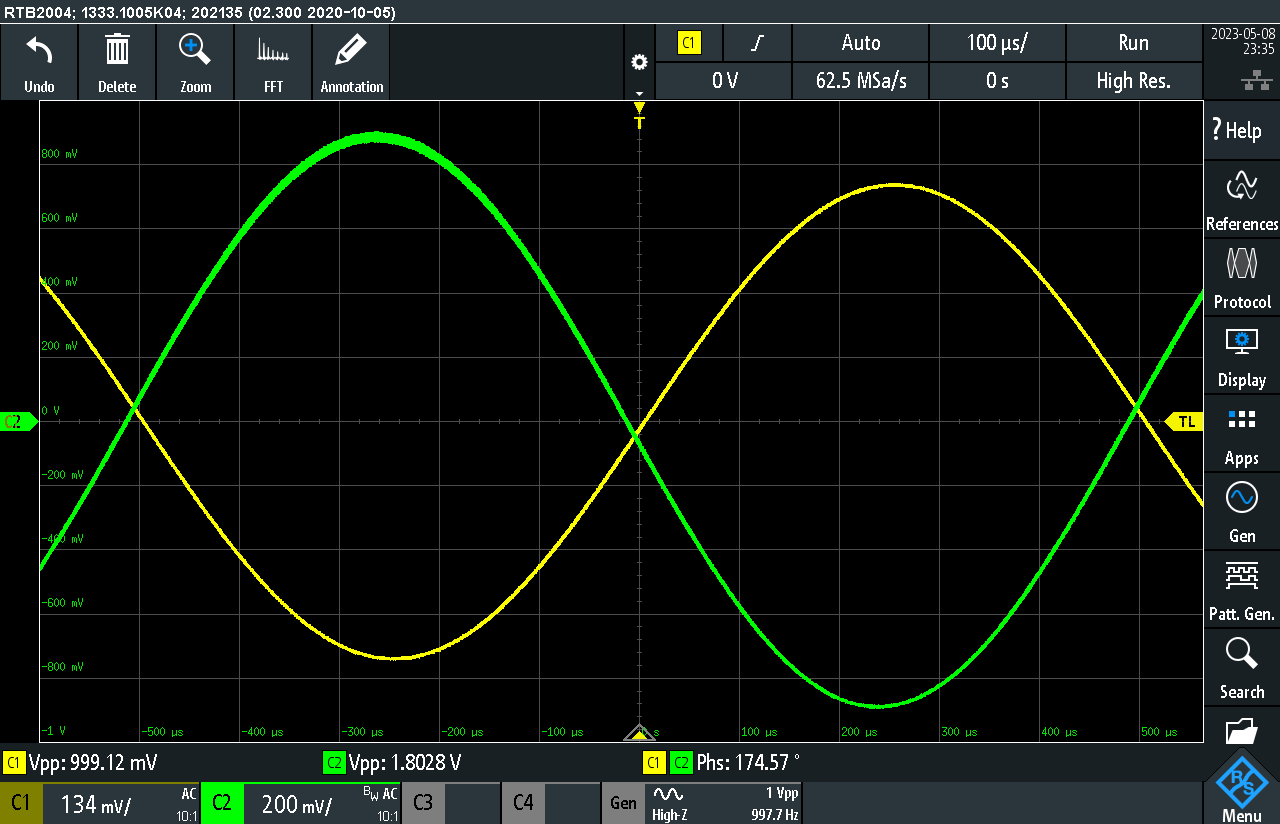 RTB2004; 1333.1005K04; 202135 (02.300 2020-10-05)
Undo Delete Zoom FFT Annotation
C1 Auto 100 µs/ Run
0 V 62.5 MSa/s 0 s High Res.
2023-05-08
23:35
T
800 mV
600 mV
400 mV
200 mV
0 V
-200 mV
-400 mV
-600 mV
-800 mV
-1 V
-500 µs -400 µs -300 µs -200 µs -100 µs 0 s 100 µs 200 µs 300 µs 400 µs 500 µs
C2
TL
? Help
References
Protocol
Display
Apps
Gen
Patt. Gen.
Search
R&S
Menu
C1 Vpp: 999.12 mV C2 Vpp: 1.8028 V C1 C2 Phs: 174.57 °
C1 134 mV/ AC 10:1
C2 200 mV/ BW AC 10:1
C3
C4
Gen High-Z 1 Vpp 997.7 Hz